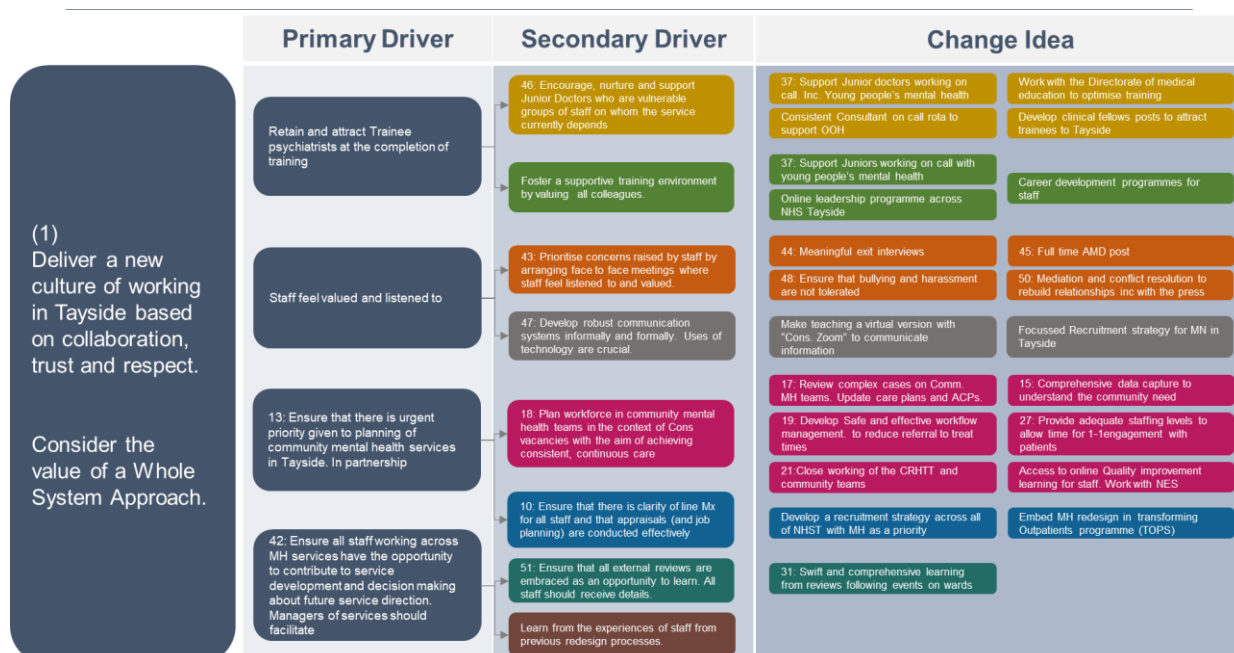 Primary Driver
Secondary Driver
Change Idea
(1)
Deliver a new
culture of working
in Tayside based
on collaboration,
trust and respect.
Consider the
value of a Whole
System Approach.
Retain and attract Trainee
psychiatrists at the completion of
training
Staff feel valued and listened to
13: Ensure that there is urgent
priority given to planning of
community mental health services
in Tayside. In partnership
42: Ensure all staff working across
MH services have the opportunity
to contribute to service
development and decision making
about future service direction.
Managers of services should
facilitate
46: Encourage, nurture and support
Junior Doctors who are vulnerable
groups of staff on whom the service
currently depends
Foster a supportive training environment
by valuing all colleagues.
43: Prioritise concerns raised by staff by
arranging face to face meetings where
staff feel listened to and valued.
47: Develop robust communication
systems informally and formally. Uses of
technology are crucial.
18: Plan workforce in community mental
health teams in the context of Cons
vacancies with the aim of achieving
consistent, continuous care
10: Ensure that there is clarity of line Mx
for all staff and that appraisals (and job
planning) are conducted effectively
51: Ensure that all external reviews are
embraced as an opportunity to learn. All
staff should receive details.
Learn from the experiences of staff from
previous redesign processes.
37: Support Junior doctors working on
call. Inc. Young people's mental health
Work with the Directorate of medical
education to optimise training
Consistent Consultant on call rota to
support OOH
Develop clinical fellows posts to attract
trainees to Tayside
37: Support Juniors working on call with
young people's mental health
Career development programmes for
staff
Online leadership programme across
NHS Tayside
44: Meaningful exit interviews
45: Full time AMD post
48: Ensure that bullying and harassment
are not tolerated
50: Mediation and conflict resolution to
rebuild relationships inc with the press
Make teaching a virtual version with
"Cons. Zoom" to communicate
information
Focussed Recruitment strategy for MN in
Tayside
17: Review complex cases on Comm.
MH teams. Update care plans and ACPs.
15: Comprehensive data capture to
understand the community need
19: Develop Safe and effective workflow
management. to reduce referral to treat
times
27: Provide adequate staffing levels to
allow time for 1-1engagement with
patients
21:Close working of the CRHTT and
community teams
Access to online Quality improvement
learning for staff. Work with NES
Develop a recruitment strategy across all
of NHST with MH as a priority
Embed MH redesign in transforming
Outpatients programme (TOPS)
31: Swift and comprehensive learning
from reviews following events on wards